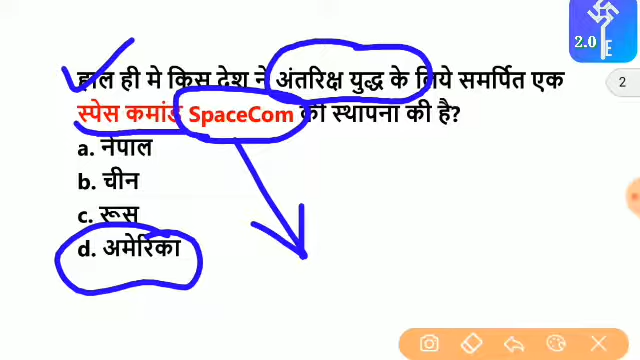 2.0
E
हाल ही मे किस देश ने अंतरिक्ष युद्ध के लिये समर्पित एक
2
स्पेस कमांड SpaceCom की स्थापना की है?
a. नेपाल
b. चीन
c. रूस
d. अमेरिका